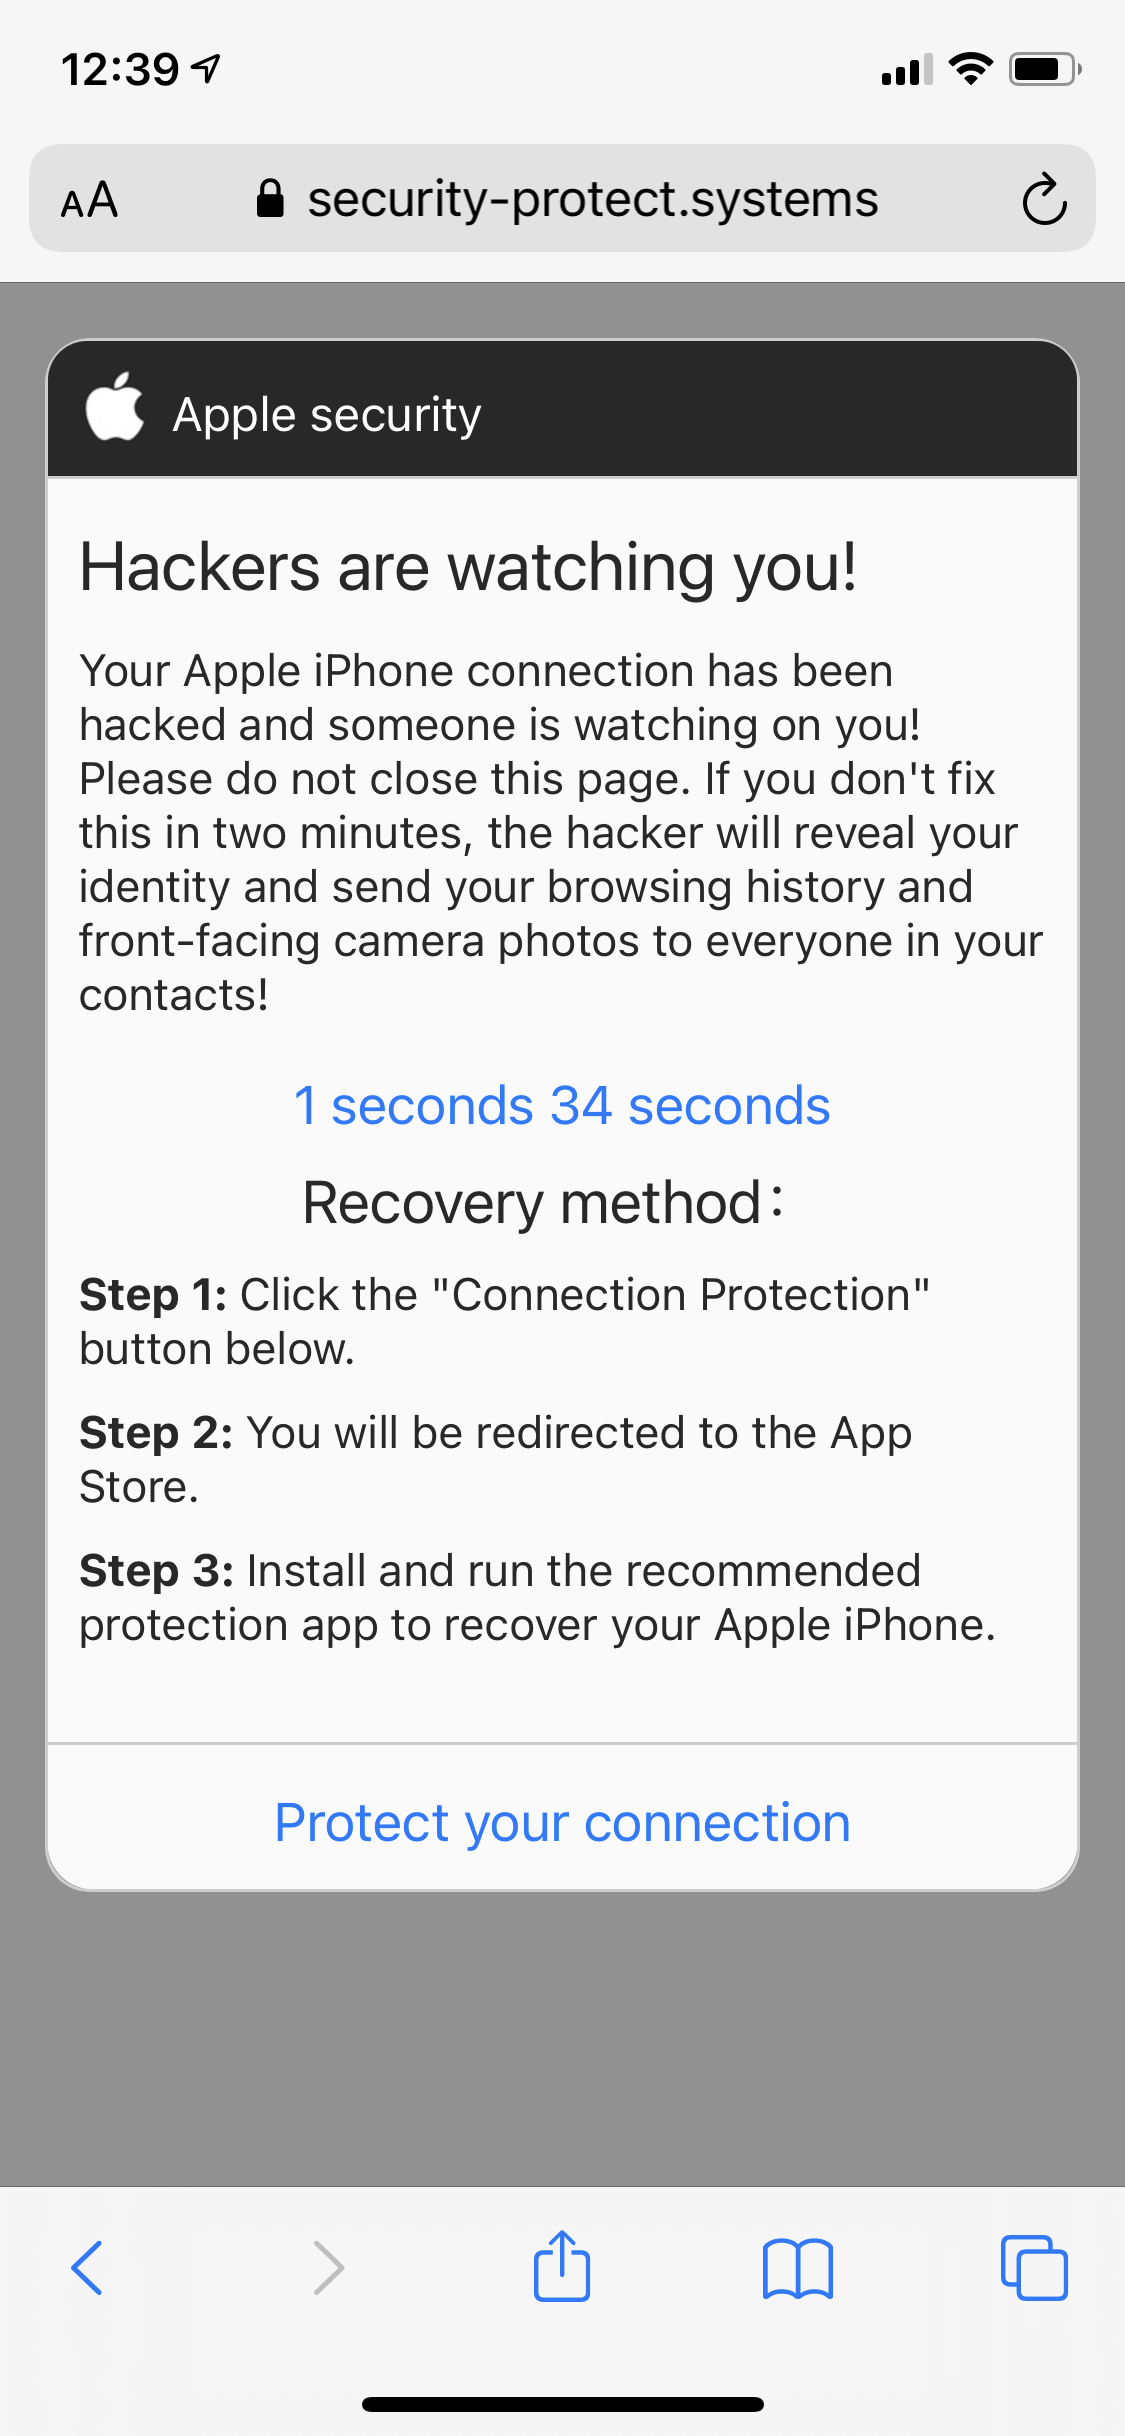 12:39
AA security-protect.systems
Apple security
Hackers are watching you!
Your Apple iPhone connection has been
hacked and someone is watching on you!
Please do not close this page. If you don't fix
this in two minutes, the hacker will reveal your
identity and send your browsing history and
front-facing camera photos to everyone in your
contacts!
1 seconds 34 seconds
Recovery method:
Step 1: Click the "Connection Protection"
button below.
Step 2: You will be redirected to the App
Store.
Step 3: Install and run the recommended
protection app to recover your Apple iPhone.
Protect your connection